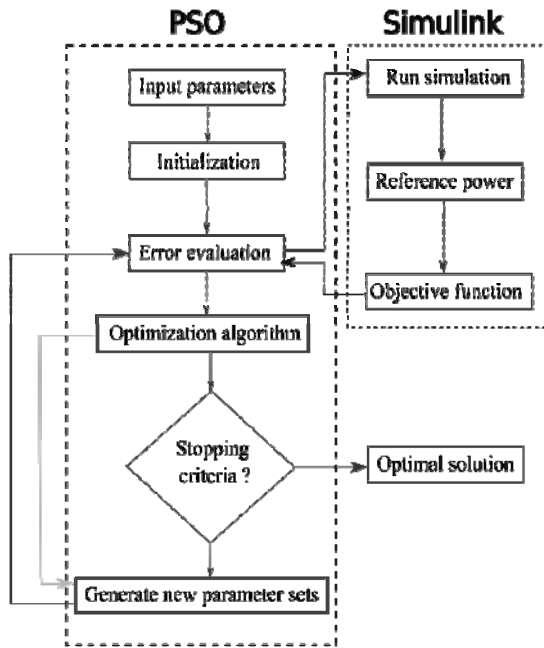 PSO
Simulink
Input parameters
Initialization
Error evaluation
Optimization algorithm
Stopping
criteria ?
Generate new parameter sets
Run simulation
Reference power
Objective function
Optimal solution